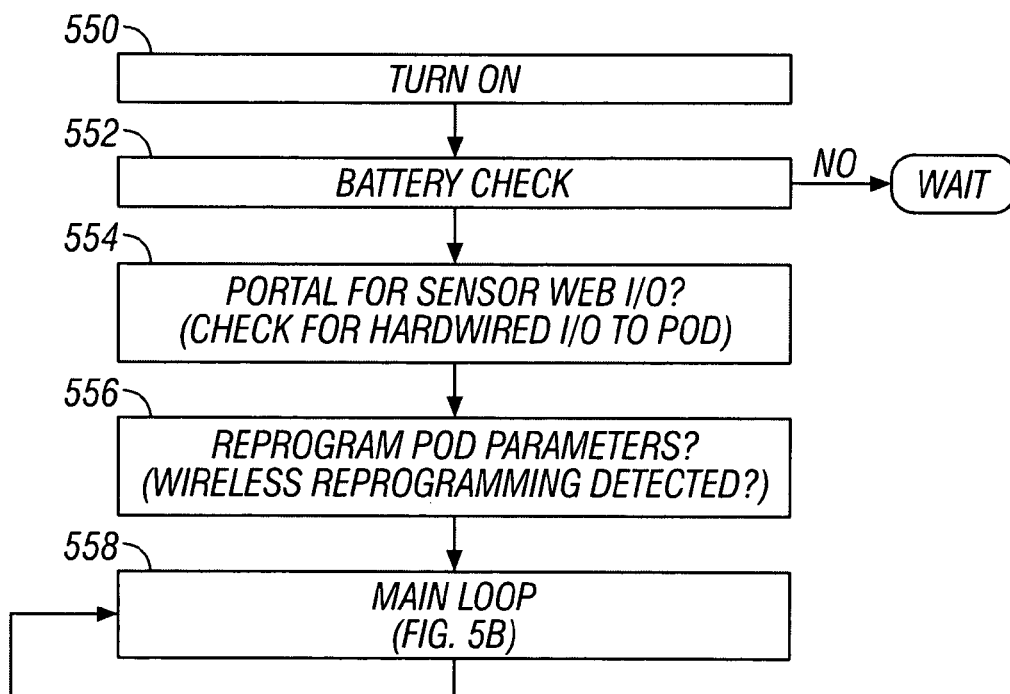 550
TURN ON
552
BATTERY CHECK
NO
WAIT
554
PORTAL FOR SENSOR WEB I/O?
(CHECK FOR HARDWIRED I/O TO POD)
556
REPROGRAM POD PARAMETERS?
(WIRELESS REPROGRAMMING DETECTED?)
558
MAIN LOOP
(FIG. 5B)